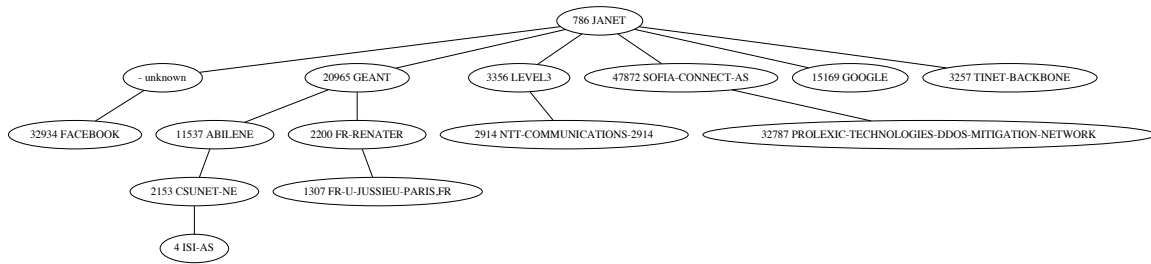 786 JANET
- unknown
20965 GEANT
3356 LEVEL3
47872 SOFIA-CONNECT-AS
15169 GOOGLE
3257 TINET-BACKBONE
32934 FACEBOOK
11537 ABILENE
2200 FR-RENATER
2914 NTT-COMMUNICATIONS-2914
32787 PROLEXIC-TECHNOLOGIES-DDOS-MITIGATION-NETWORK
2153 CSUNET-NE
1307 FR-U-JUSSIEU-PARIS,FR
4 ISI-AS